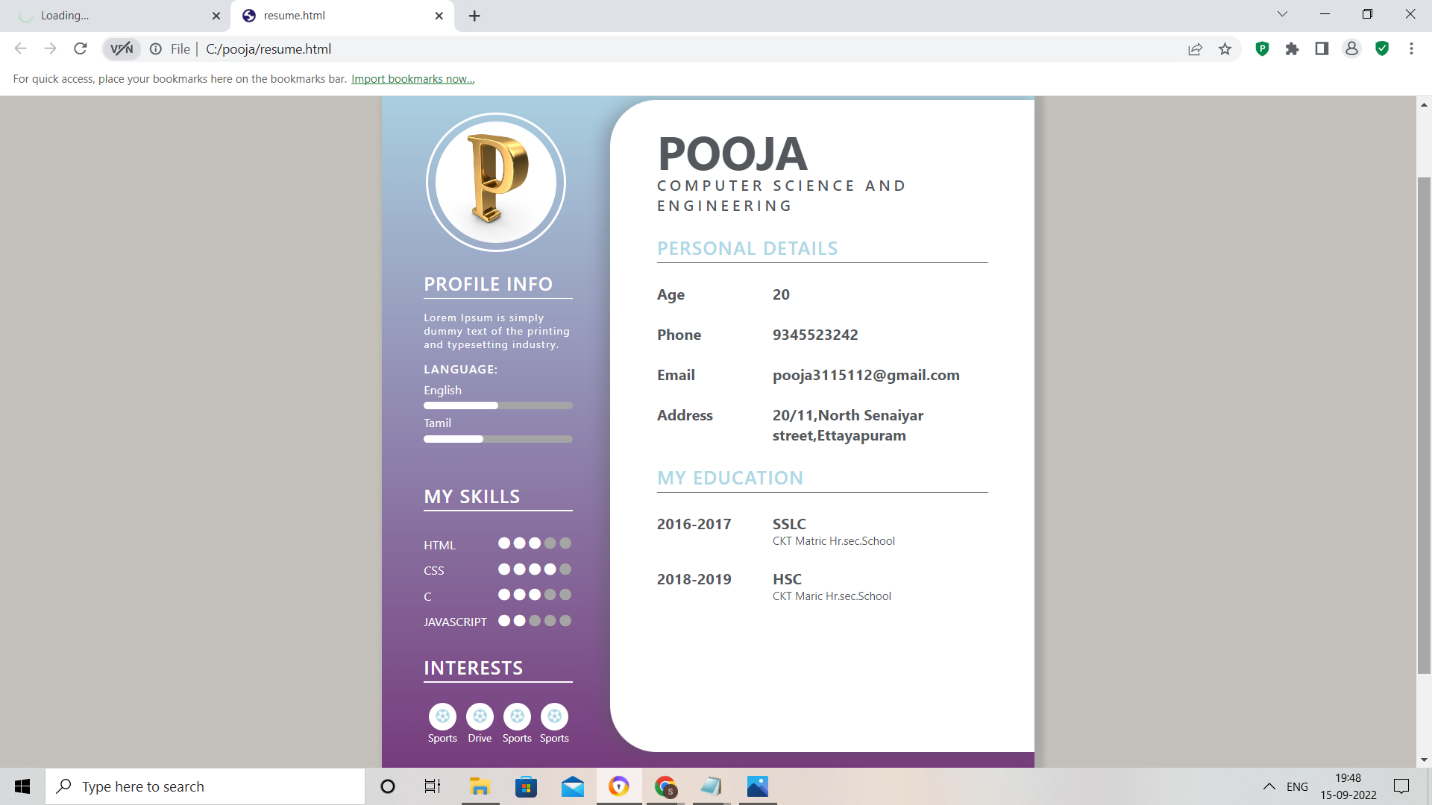 Loading...
resume.html
VPN
File | C:/pooja/resume.html
For quick access, place your bookmarks here on the bookmarks bar. Import bookmarks now...
P
PROFILE INFO
Lorem Ipsum is simply
dummy text of the printing
and typesetting industry.
LANGUAGE:
English
Tamil
MY SKILLS
HTML
CSS
C
JAVASCRIPT
INTERESTS
Sports Drive Sports Sports
POOJA
COMPUTER SCIENCE AND
ENGINEERING
PERSONAL DETAILS
Age 20
Phone 9345523242
Email pooja3115112@gmail.com
Address 20/11,North Senaiyar
street,Ettayapuram
MY EDUCATION
2016-2017 SSLC
CKT Matric Hr.sec.School
2018-2019 HSC
CKT Maric Hr.sec.School
Type here to search
S
ENG
19:48
15-09-2022